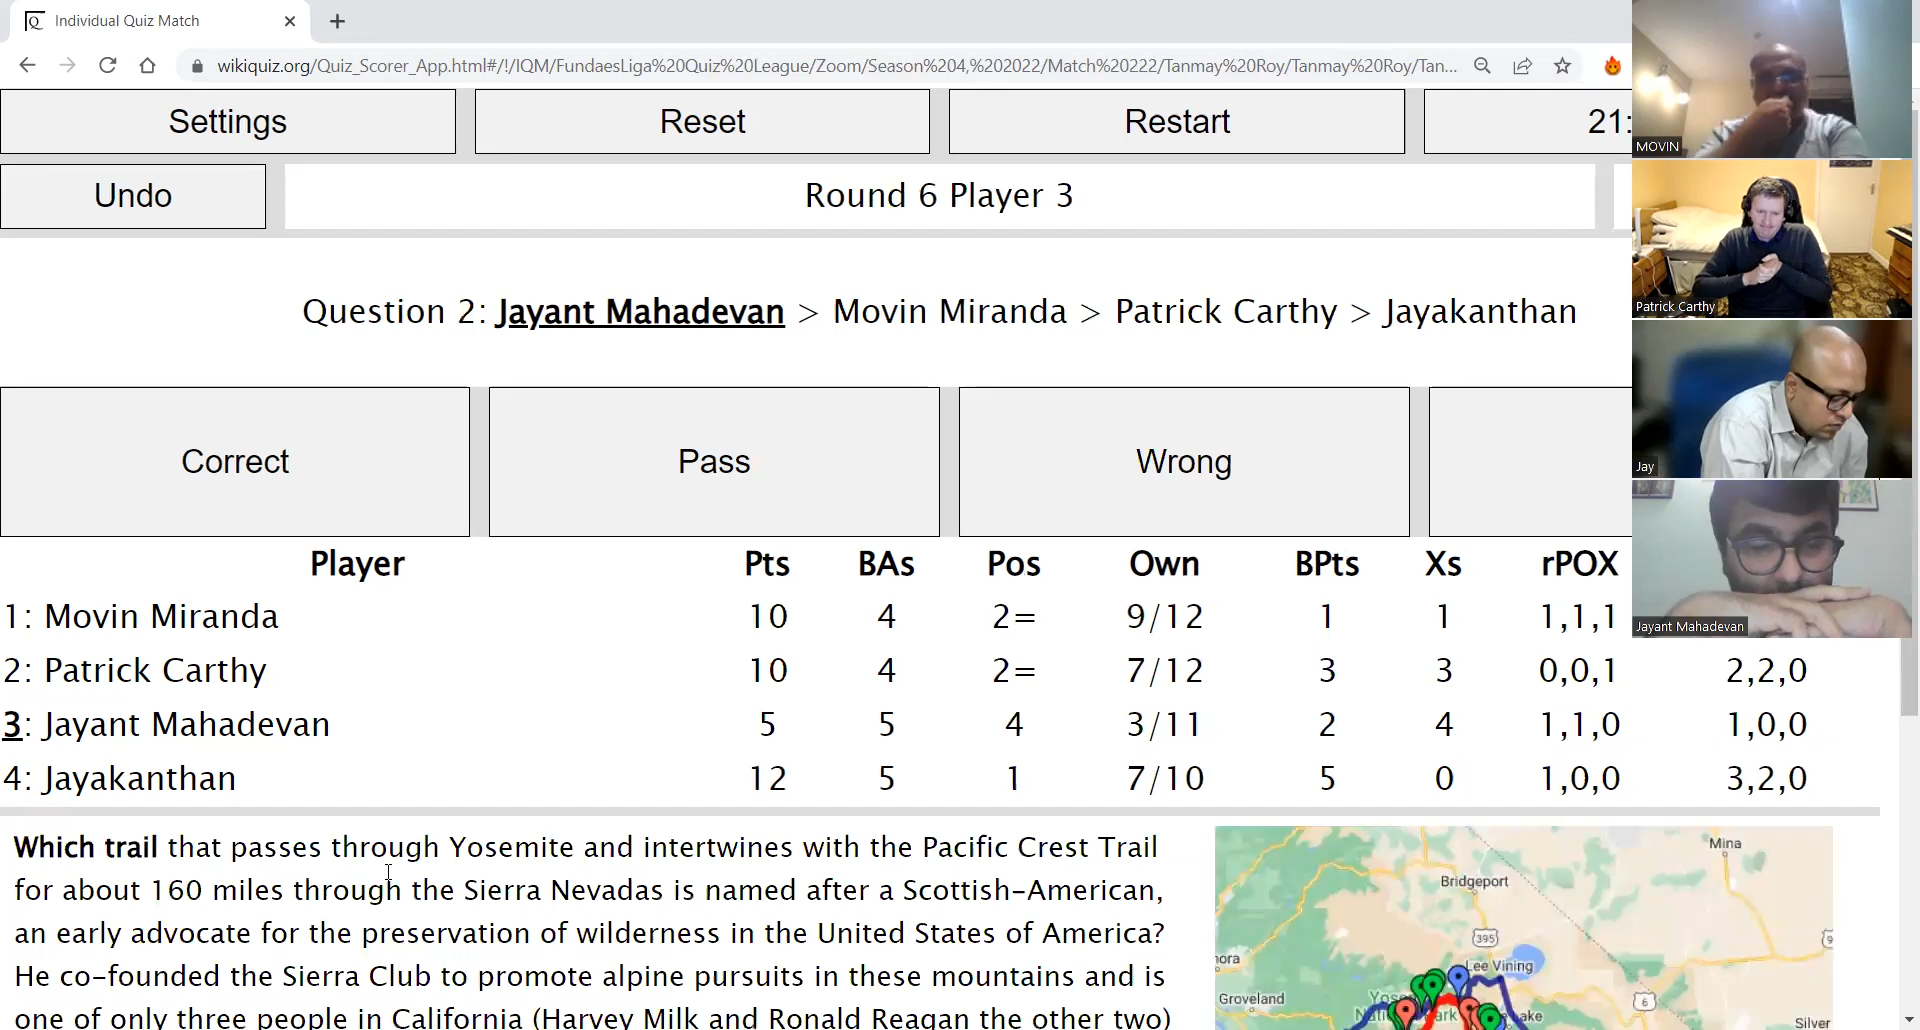 Individual Quiz Match
wikiquiz.org/Quiz_Scorer_App.html#/!/IQM/FundaesLiga%20Quiz%20League/Zoom/Season%204,%202022/Match%20222/Tanmay%20Roy/Tanmay%20Roy/Tan...
Settings Reset Restart 21:
Undo Round 6 Player 3
Question 2: Jayant Mahadevan > Movin Miranda > Patrick Carthy > Jayakanthan
Correct Pass Wrong
Player Pts BAs Pos Own BPts Xs rPOX
1: Movin Miranda 10 4 2= 9/12 1 1 1,1,1
2: Patrick Carthy 10 4 2= 7/12 3 3 0,0,1 2,2,0
3: Jayant Mahadevan 5 5 4 3/11 2 4 1,1,0 1,0,0
4: Jayakanthan 12 5 1 7/10 5 0 1,0,0 3,2,0
Which trail that passes through Yosemite and intertwines with the Pacific Crest Trail
for about 160 miles through the Sierra Nevadas is named after a Scottish-American,
an early advocate for the preservation of wilderness in the United States of America?
He co-founded the Sierra Club to promote alpine pursuits in these mountains and is
one of only three people in California (Harvey Milk and Ronald Reagan the other two)
MOVIN
Patrick Carthy
Jay
Jayant Mahadevan
Mina
Bridgeport
395
Lee Vining
Groveland
6
Silver